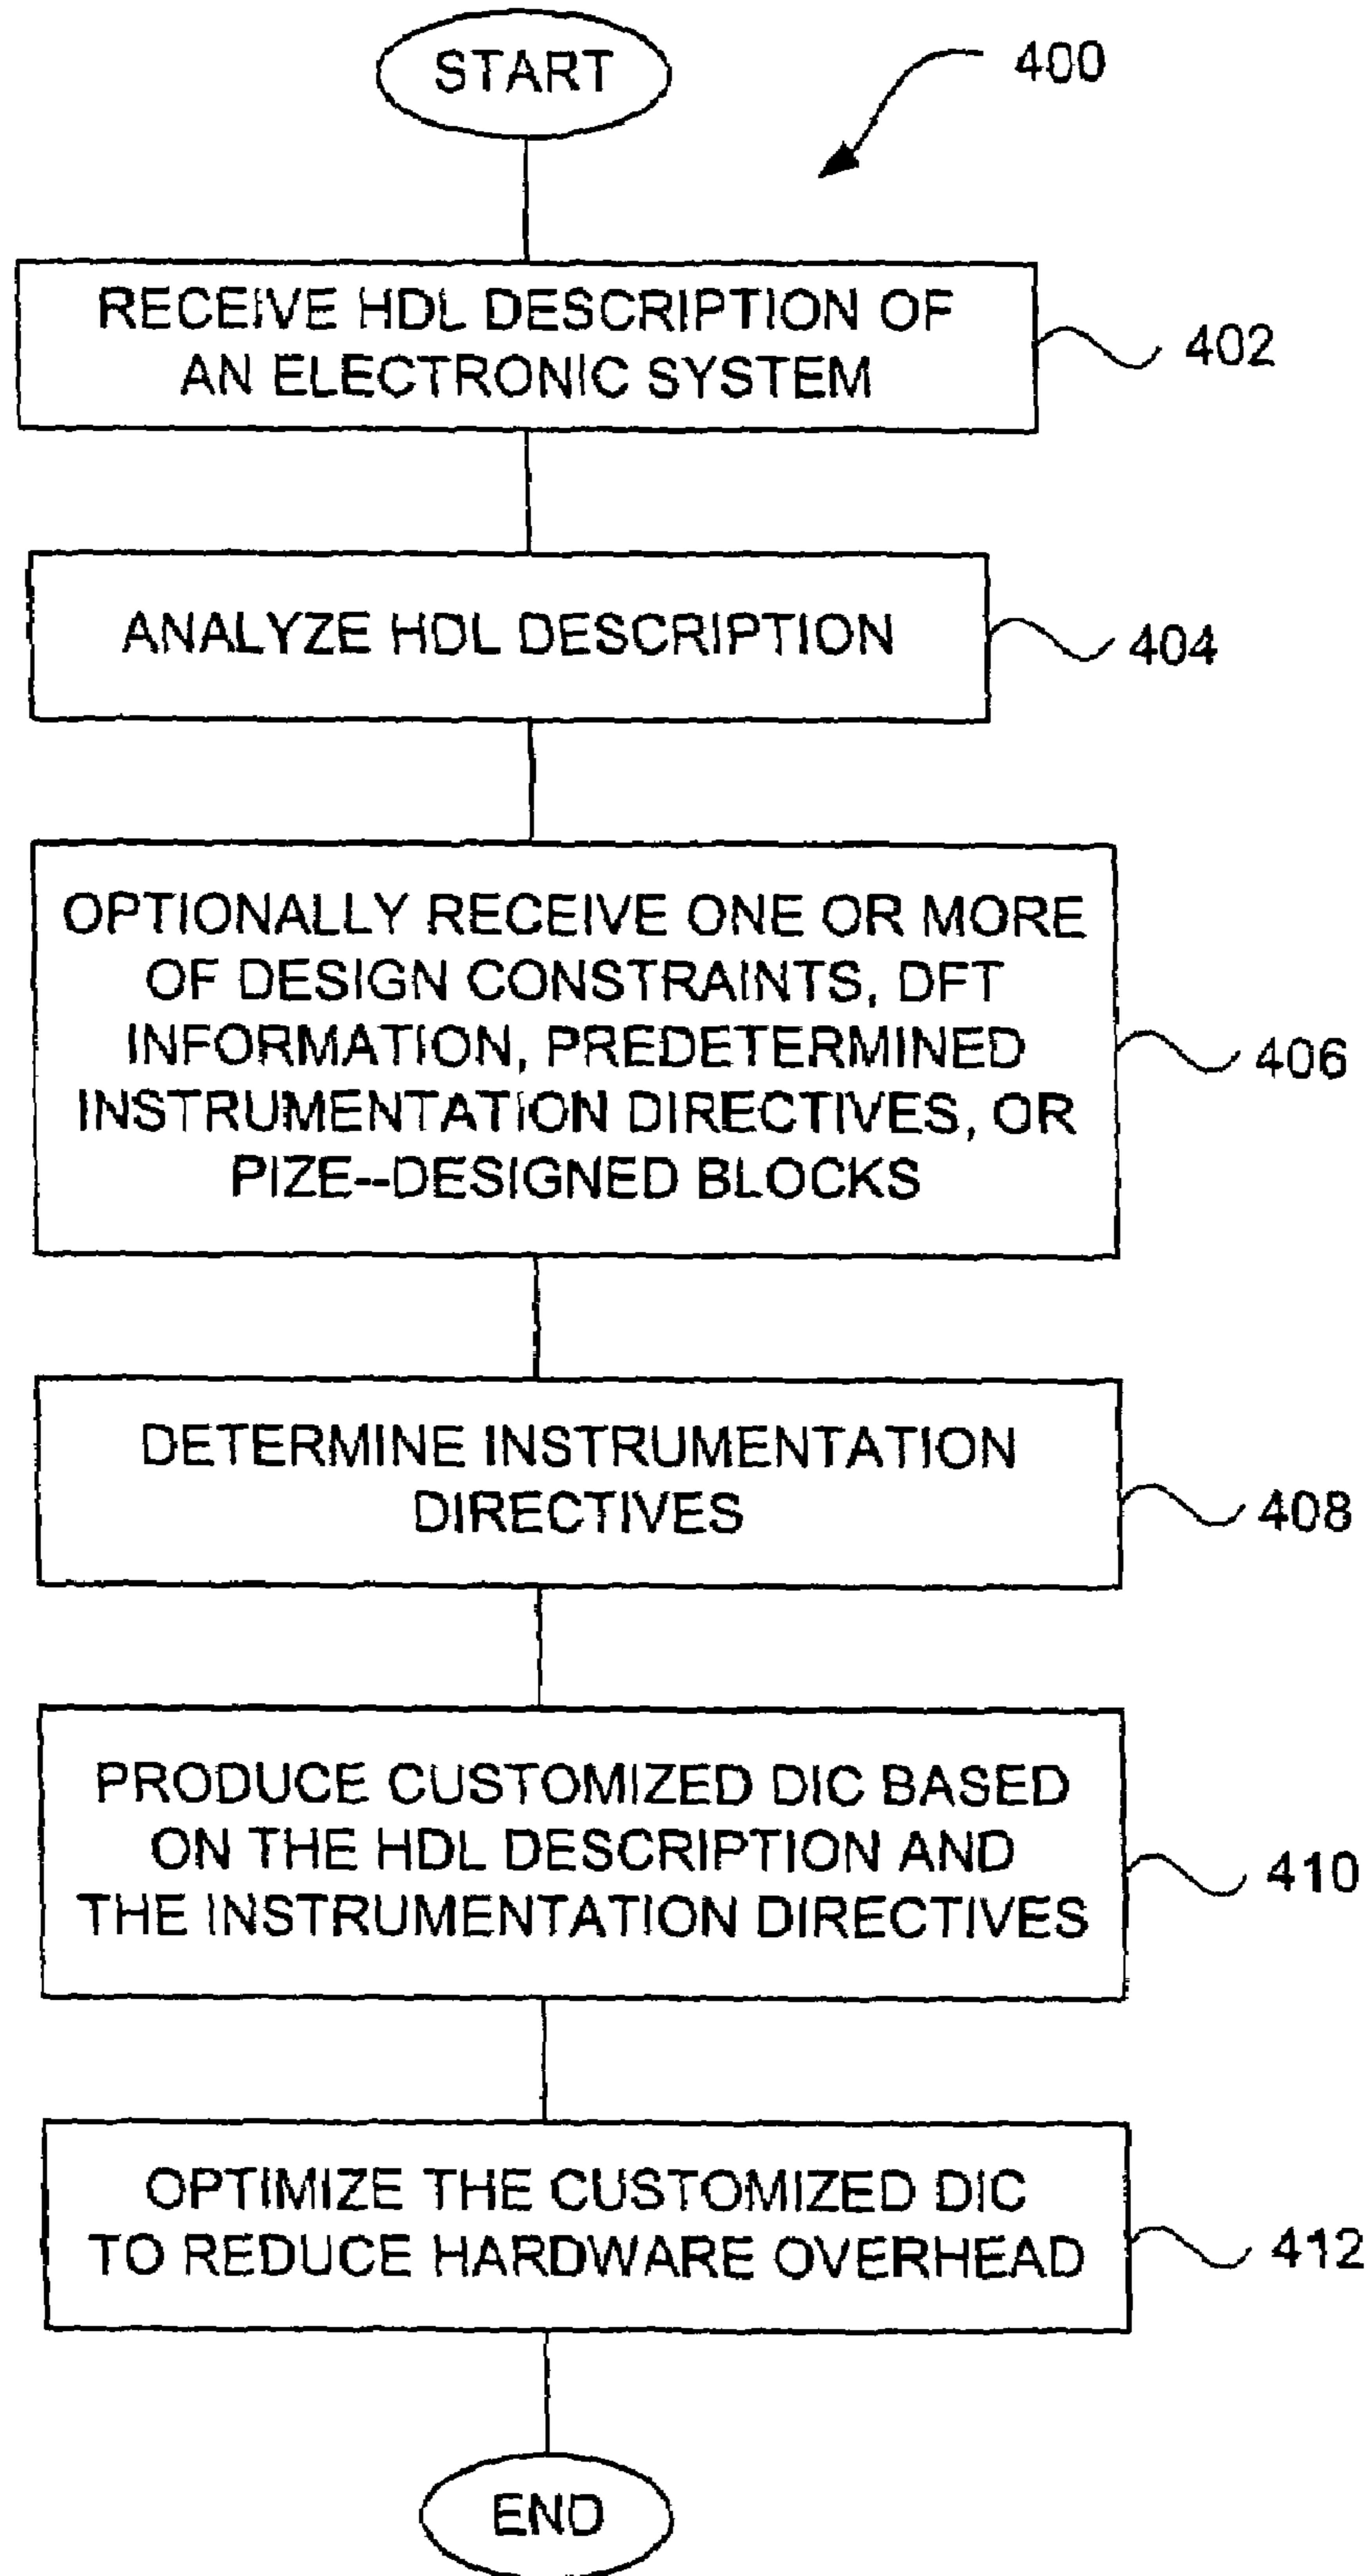 START
400
RECEIVE HDL DESCRIPTION OF
AN ELECTRONIC SYSTEM
402
ANALYZE HDL DESCRIPTION
404
OPTIONALLY RECEIVE ONE OR MORE
OF DESIGN CONSTRAINTS, DFT
INFORMATION, PREDETERMINED
INSTRUMENTATION DIRECTIVES, OR
PIZE--DESIGNED BLOCKS
406
DETERMINE INSTRUMENTATION
DIRECTIVES
408
PRODUCE CUSTOMIZED DIC BASED
ON THE HDL DESCRIPTION AND
THE INSTRUMENTATION DIRECTIVES
410
OPTIMIZE THE CUSTOMIZED DIC
TO REDUCE HARDWARE OVERHEAD
412
END